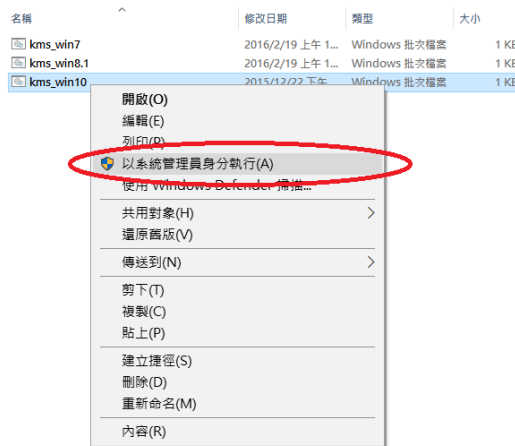 名稱 修改日期 類型 大小
kms_win7 2016/2/19 上午 1... Windows 批次檔案 1 KB
kms_win8.1 2016/2/19 上午 1... Windows 批次檔案 1 KB
kms_win10 2015/12/22 下午 Windows 批次檔案 1 KB
開啟(O)
編輯(E)
列印(P)
以系統管理員身分執行(A)
使用 Windows Defender 掃描...
共用對象(H)
還原舊版(V)
傳送到(N)
剪下(T)
複製(C)
貼上(P)
建立捷徑(S)
刪除(D)
重新命名(M)
內容(R)